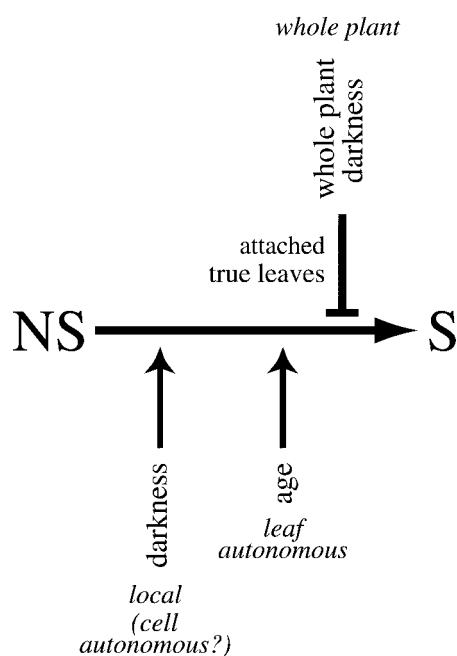 whole plant
whole plant
darkness
attached
true leaves
NS
S
darkness
age
leaf
autonomous
local
(cell
autonomous?)